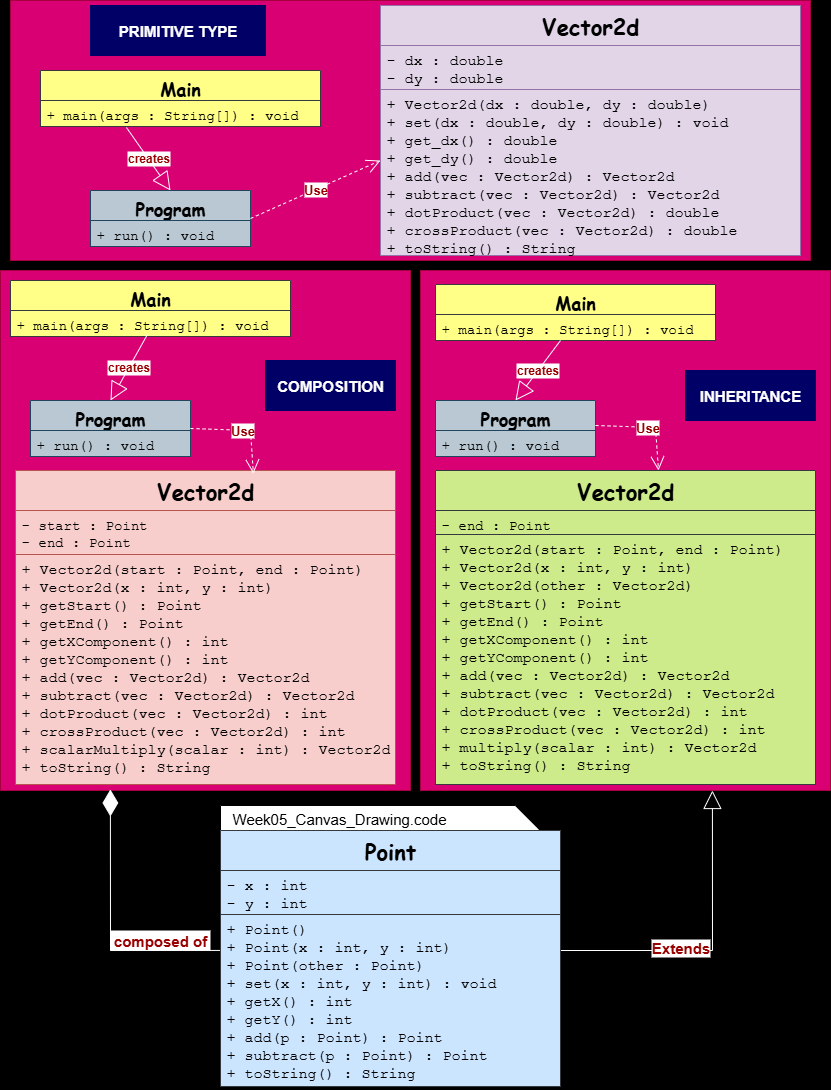 PRIMITIVE TYPE
Main
+ main(args : String[]) : void
creates
Program
+ run() : void
Use
Vector2d
- dx : double
- dy : double
+ Vector2d(dx : double, dy : double)
+ set(dx : double, dy : double) : void
+ get_dx() : double
+ get_dy() : double
+ add(vec : Vector2d) : Vector2d
+ subtract(vec : Vector2d) : Vector2d
+ dotProduct(vec : Vector2d) : double
+ crossProduct(vec : Vector2d) : double
+ toString() : String
Main
+ main(args : String[]) : void
creates
COMPOSITION
Program
+ run() : void
Use
Vector2d
- start : Point
- end : Point
+ Vector2d(start : Point, end : Point)
+ Vector2d(x : int, y : int)
+ getStart() : Point
+ getEnd() : Point
+ getXComponent() : int
+ getYComponent() : int
+ add(vec : Vector2d) : Vector2d
+ subtract(vec : Vector2d) : Vector2d
+ dotProduct(vec : Vector2d) : int
+ crossProduct(vec : Vector2d) : int
+ scalarMultiply(scalar : int) : Vector2d
+ toString() : String
Main
+ main(args : String[]) : void
creates
INHERITANCE
Program
+ run() : void
Use
Vector2d
- end : Point
+ Vector2d(start : Point, end : Point)
+ Vector2d(x : int, y : int)
+ Vector2d(other : Vector2d)
+ getStart() : Point
+ getEnd() : Point
+ getXComponent() : int
+ getYComponent() : int
+ add(vec : Vector2d) : Vector2d
+ subtract(vec : Vector2d) : Vector2d
+ dotProduct(vec : Vector2d) : int
+ crossProduct(vec : Vector2d) : int
+ multiply(scalar : int) : Vector2d
+ toString() : String
composed of
Week05_Canvas_Drawing.code
Point
- x : int
- y : int
+ Point()
+ Point(x : int, y : int)
+ Point(other : Point)
+ set(x : int, y : int) : void
+ getX() : int
+ getY() : int
+ add(p : Point) : Point
+ subtract(p : Point) : Point
+ toString() : String
Extends